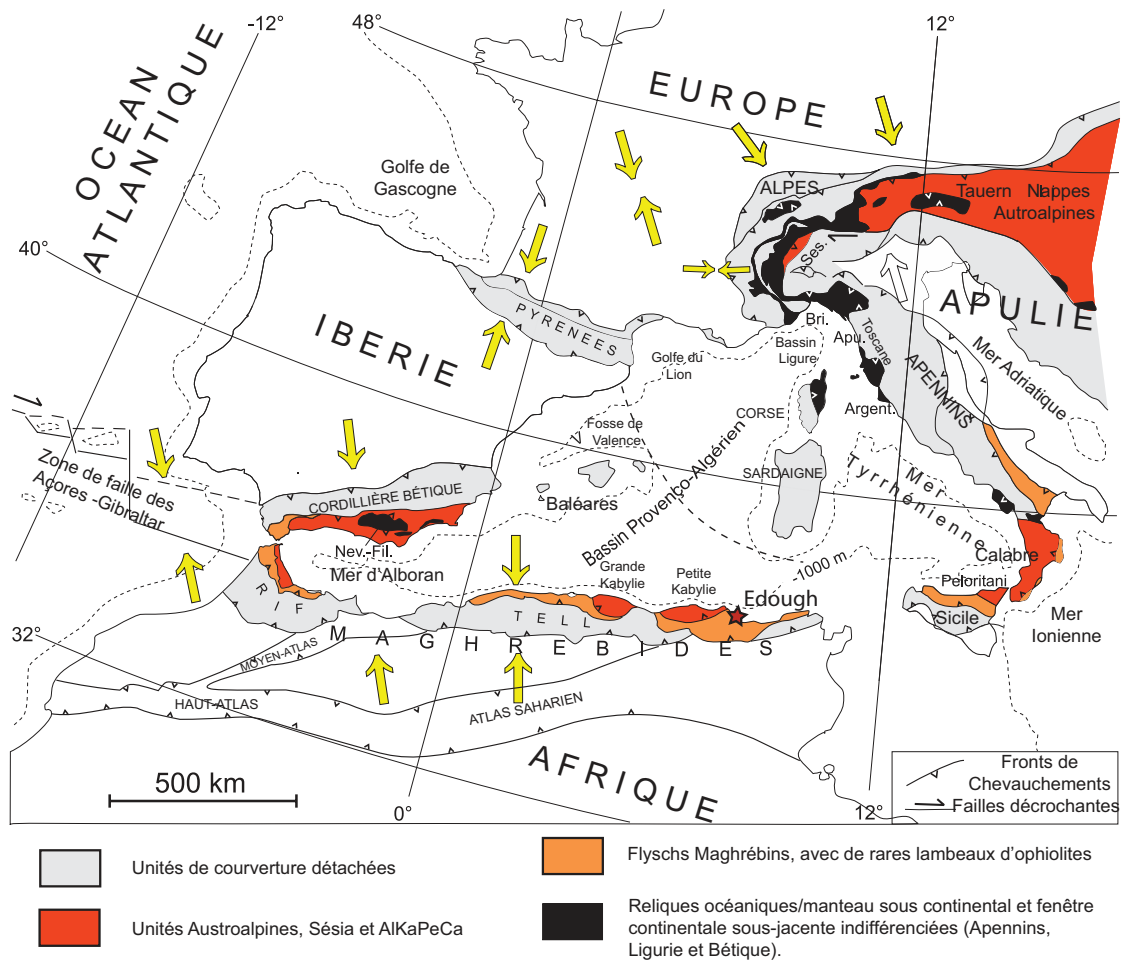 -12°
48°
12°
OCEAN
ATLANTIQUE
EUROPE
Golfe de
Gascogne
ALPES
Tauern Nappes
Autroalpines
40°
Ses.
APULIE
PYRENEES
IBERIE
Bri.
Bassin
Ligure
Apu.
Toscane
APENNINS
Mer Adriatique
Golfe du
Lion
CORSE
Argent.
Fosse de
Valence
Zone de faille des
Açores -Gibraltar
CORDILLIÈRE BÉTIQUE
SARDAIGNE
Mer
Tyrrhénienne
Baléares
Bassin Provenço-Algérien
Nev.-Fil.
Mer d'Alboran
Grande
Kabylie
Petite
Kabylie
-1000 m
Calabre
Edough
Peloritani
RIF
TELL
Sicile
Mer
Ionienne
32°
MAGHREBIDES
MOYEN-ATLAS
HAUT-ATLAS
ATLAS SAHARIEN
AFRIQUE
500 km
0°
12°
Fronts de
Chevauchements
Failles décrochantes
Unités de courverture détachées
Flyschs Maghrébins, avec de rares lambeaux d'ophiolites
Unités Austroalpines, Sésia et AlKaPeCa
Reliques océaniques/manteau sous continental et fenêtre
continentale sous-jacente indifférenciées (Apennins,
Ligurie et Bétique).